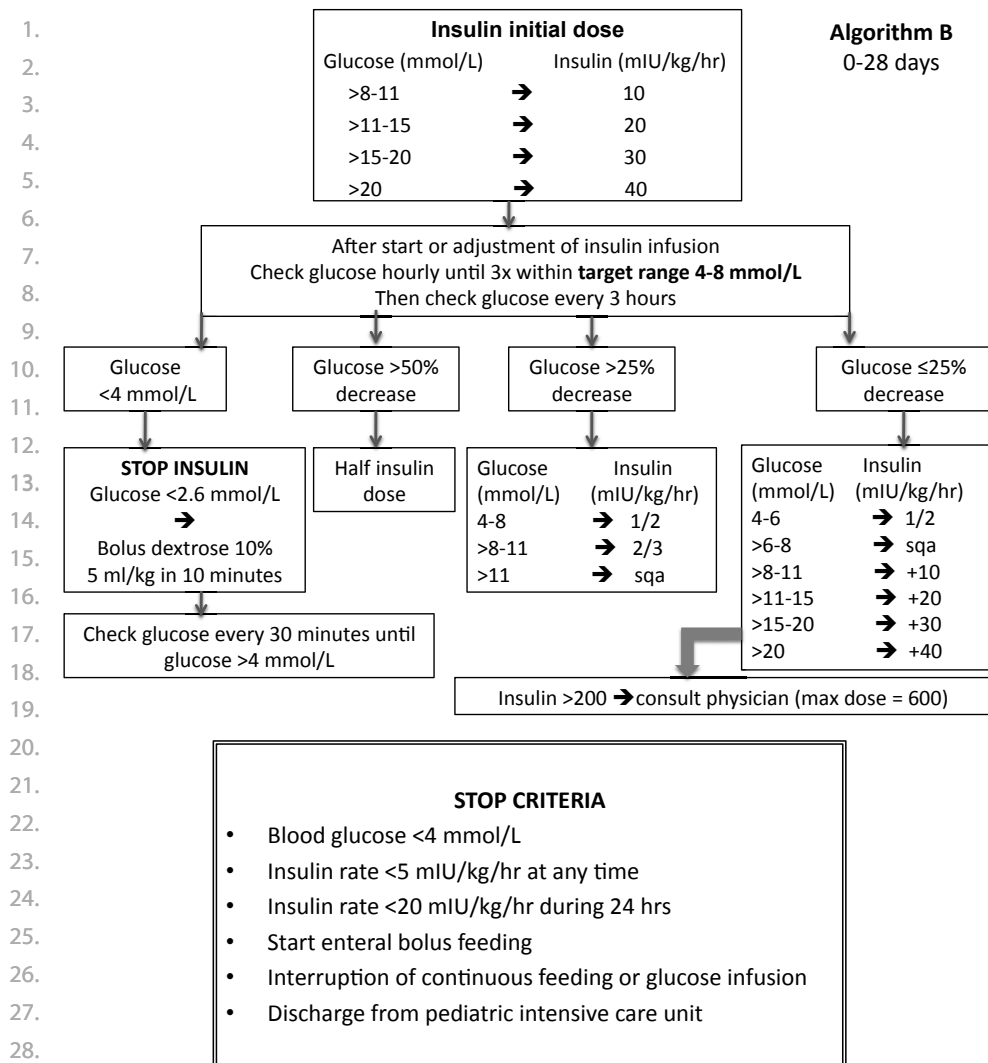 1.
2.
3.
4.
5.
6.
7.
8.
9.
10.
11.
12.
13.
14.
15.
16.
17.
18.
19.
20.
21.
22.
23.
24.
25.
26.
27.
28.
Algorithm B
0-28 days
Insulin initial dose
Glucose (mmol/L) Insulin (mIU/kg/hr)
>8-11 ➔ 10
>11-15 ➔ 20
>15-20 ➔ 30
>20 ➔ 40
After start or adjustment of insulin infusion
Check glucose hourly until 3x within target range 4-8 mmol/L
Then check glucose every 3 hours
Glucose
<4 mmol/L
STOP INSULIN
Glucose <2.6 mmol/L
➔
Bolus dextrose 10%
5 ml/kg in 10 minutes
Check glucose every 30 minutes until
glucose >4 mmol/L
Glucose >50%
decrease
Half insulin
dose
Glucose >25%
decrease
Glucose Insulin
(mmol/L) (mIU/kg/hr)
4-8 ➔ 1/2
>8-11 ➔ 2/3
>11 ➔ sqa
Glucose ≤25%
decrease
Glucose Insulin
(mmol/L) (mIU/kg/hr)
4-6 ➔ 1/2
>6-8 ➔ sqa
>8-11 ➔ +10
>11-15 ➔ +20
>15-20 ➔ +30
>20 ➔ +40
Insulin >200 ➔consult physician (max dose = 600)
STOP CRITERIA
• Blood glucose <4 mmol/L
• Insulin rate <5 mIU/kg/hr at any time
• Insulin rate <20 mIU/kg/hr during 24 hrs
• Start enteral bolus feeding
• Interruption of continuous feeding or glucose infusion
• Discharge from pediatric intensive care unit